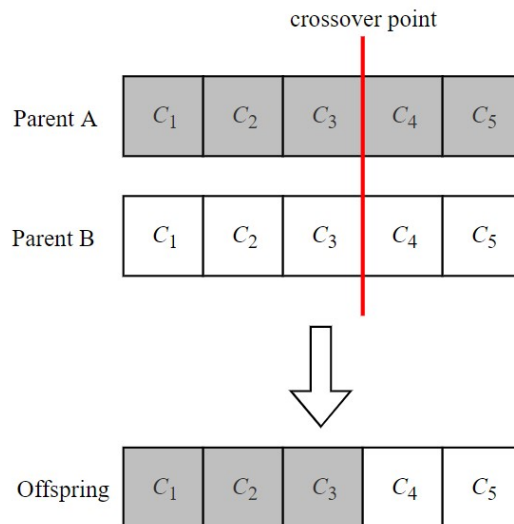 crossover point
Parent A C₁ C₂ C₃ C₄ C₅
Parent B C₁ C₂ C₃ C₄ C₅
Offspring C₁ C₂ C₃ C₄ C₅